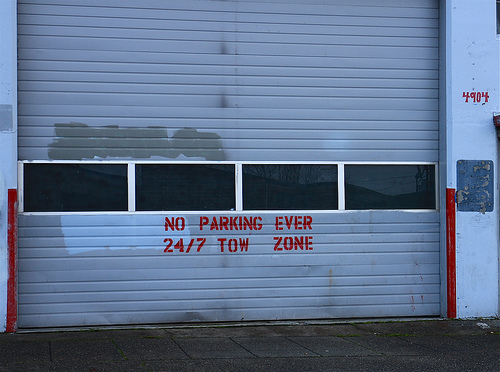 4904
NO PARKING EVER
24/7 TOW ZONE